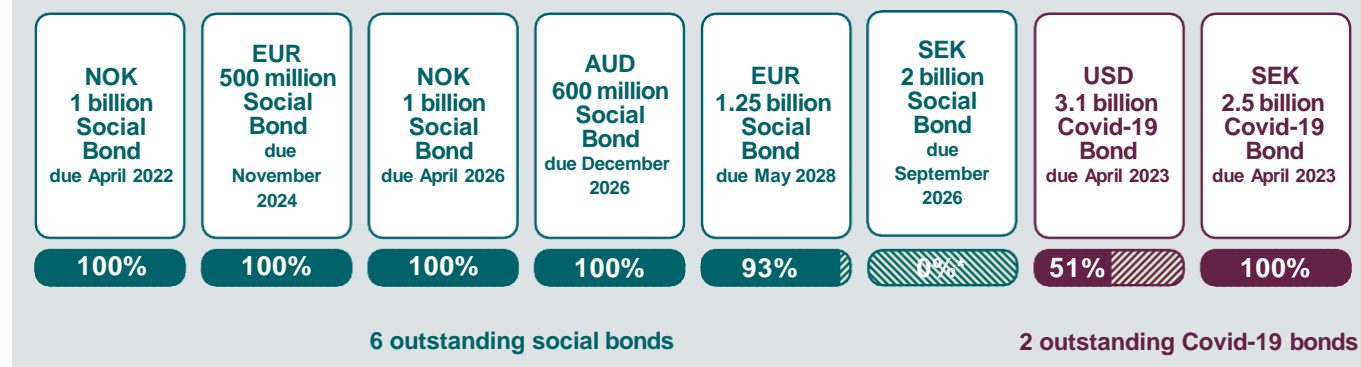 NOK
1 billion
Social
Bond
due April 2022
EUR
500 million
Social
Bond
due
November
2024
NOK
1 billion
Social
Bond
due April 2026
AUD
600 million
Social
Bond
due December
2026
EUR
1.25 billion
Social
Bond
due May 2028
SEK
2 billion
Social
Bond
due
September
2026
USD
3.1 billion
Covid-19
Bond
due April 2023
SEK
2.5 billion
Covid-19
Bond
due April 2023
100%
100%
100%
100%
93%
0%*
51%
100%
6 outstanding social bonds
2 outstanding Covid-19 bonds